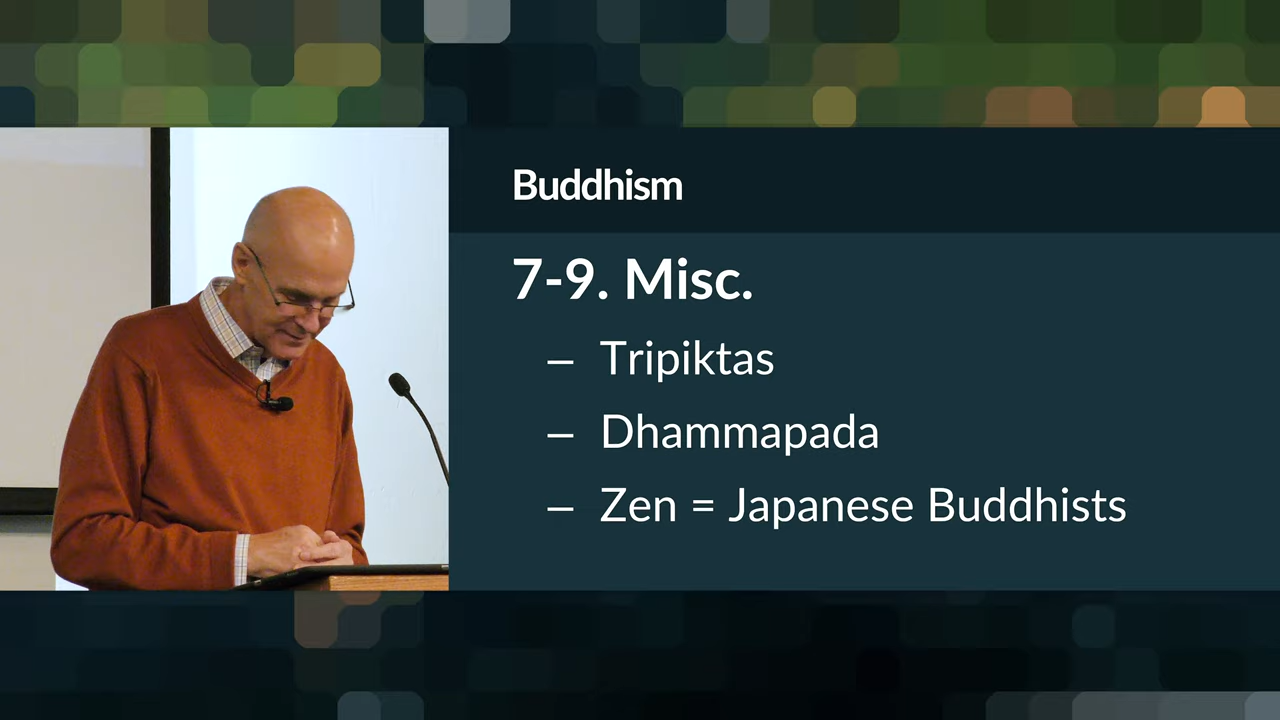 Buddhism
7-9. Misc.
– Tripiktas
– Dhammapada
– Zen = Japanese Buddhists